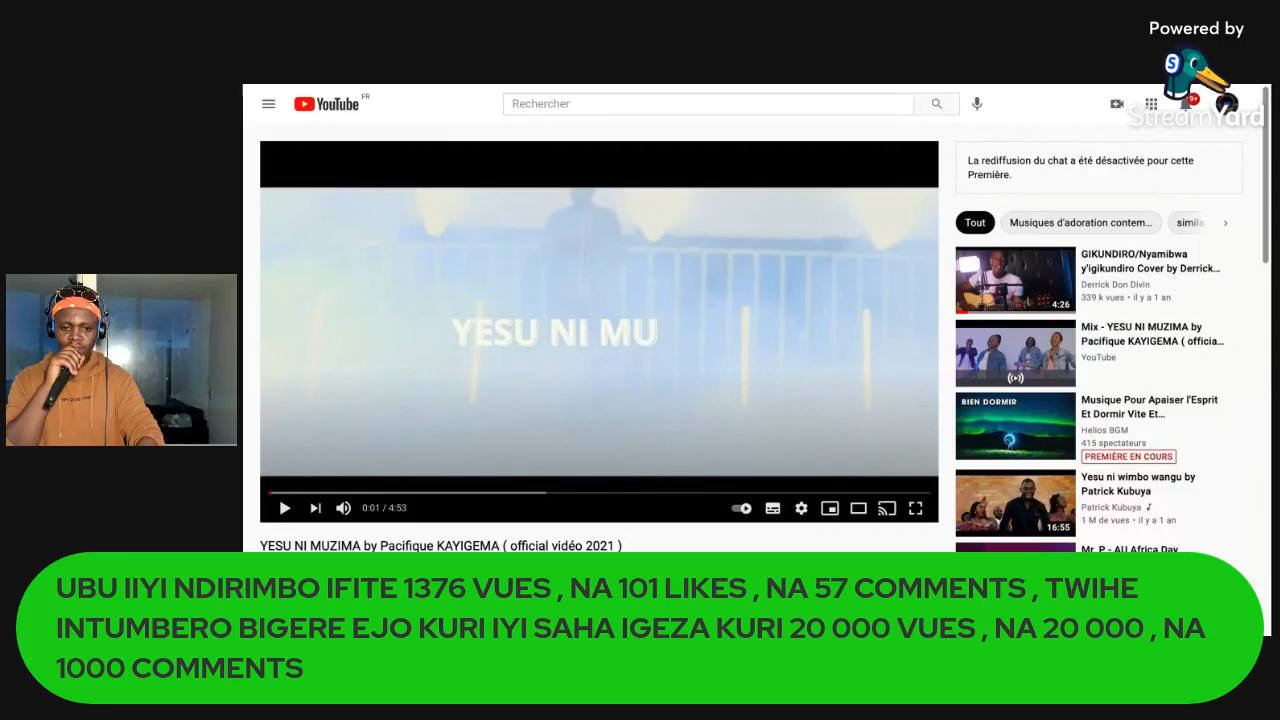 Powered by
S
StreamYard
YouTube FR
Rechercher
9+
YESU NI MU
0:01 / 4:53
YESU NI MUZIMA by Pacifique KAYIGEMA ( official vidéo 2021 )
La rediffusion du chat a été désactivée pour cette
Première.
Tout
Musiques d'adoration contem...
simila
GIKUNDIRO/Nyamibwa
y'igikundiro Cover by Derrick...
Derrick Don Divin
339 k vues • il y a 1 an
4:26
Mix - YESU NI MUZIMA by
Pacifique KAYIGEMA ( officia...
YouTube
BIEN DORMIR
Musique Pour Apaiser l'Esprit
Et Dormir Vite Et...
Helios BGM
415 spectateurs
PREMIÈRE EN COURS
Yesu ni wimbo wangu by
Patrick Kubuya
Patrick Kubuya
1 M de vues • il y a 1 an
16:55
Mr. P - AU Africa Day
UBU IIYI NDIRIMBO IFITE 1376 VUES , NA 101 LIKES , NA 57 COMMENTS , TWIHE
INTUMBERO BIGERE EJO KURI IYI SAHA IGEZA KURI 20 000 VUES , NA 20 000 , NA
1000 COMMENTS